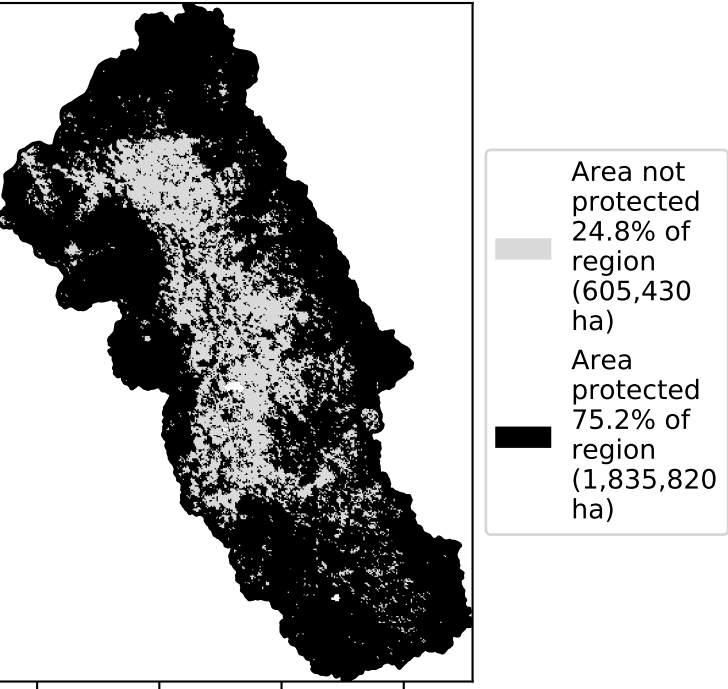 Area not
protected
24.8% of
region
(605,430
ha)
Area
protected
75.2% of
region
(1,835,820
ha)